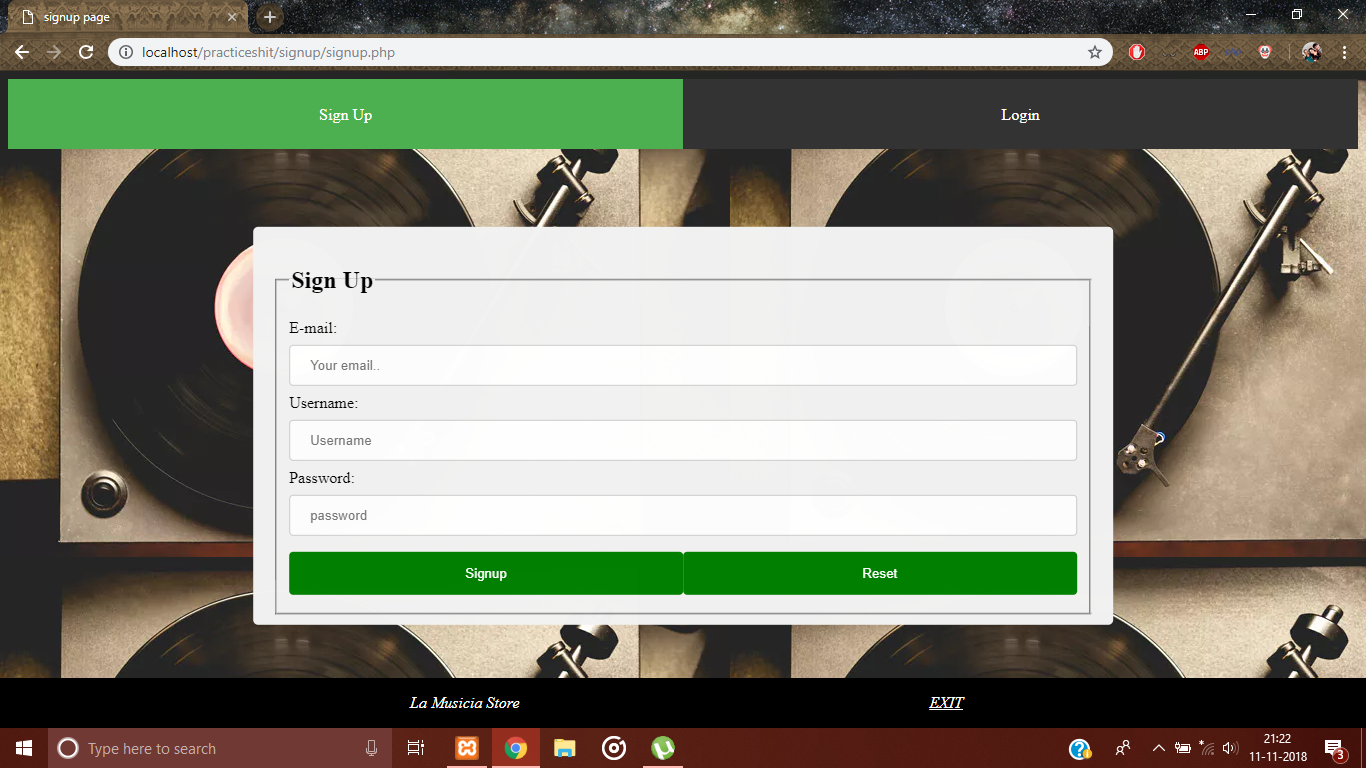 signup page
localhost/practiceshit/signup/signup.php
ABP
Sign Up
Login
Sign Up
E-mail:
Your email..
Username:
Username
Password:
password
Signup
Reset
La Musicia Store
EXIT
Type here to search
21:22
11-11-2018
3